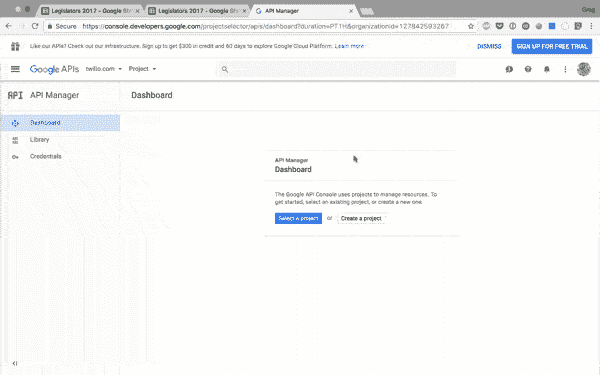 Legislators 2017 - Google She
Legislators 2017 - Google She
API Manager
Greg
Secure
https://console.developers.google.com/projectselector/apis/dashboard?duration=PT1H&organizationId=127842593267
Like our APIs? Check out our infrastructure. Sign up to get $300 in credit and 60 days to explore Google Cloud Platform. Learn more
DISMISS
SIGN UP FOR FREE TRIAL
Google APIs
twilio.com
Project
API
API Manager
Dashboard
Dashboard
Library
Credentials
API Manager
Dashboard
The Google API Console uses projects to manage resources. To
get started, select an existing project, or create a new one.
Select a project
or
Create a project